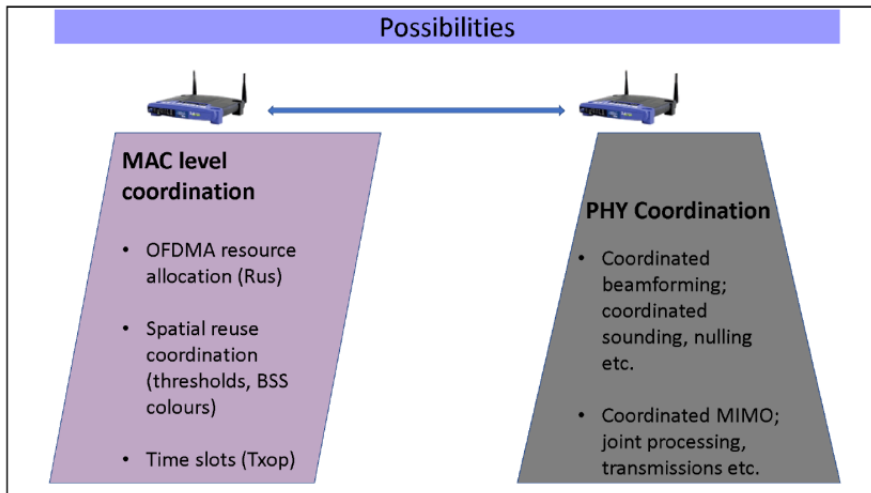 Possibilities
MAC level
coordination
• OFDMA resource
allocation (Rus)
• Spatial reuse
coordination
(thresholds, BSS
colours)
• Time slots (Txop)
PHY Coordination
• Coordinated
beamforming;
coordinated
sounding, nulling
etc.
• Coordinated MIMO;
joint processing,
transmissions etc.